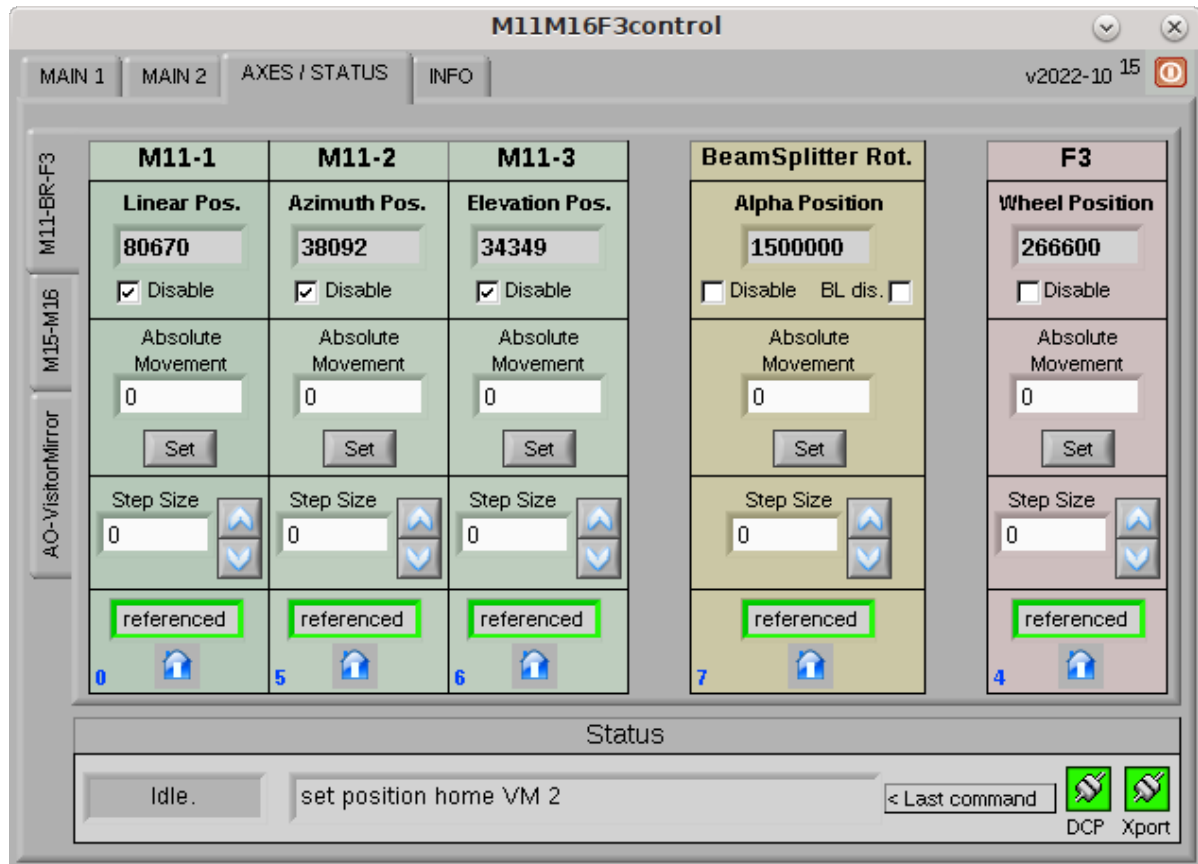 M11M16F3control
MAIN 1 MAIN 2 AXES / STATUS INFO v2022-10 15
M11-BR-F3
M15-M16
AO-VisitorMirror
M11-1 M11-2 M11-3 BeamSplitter Rot. F3
Linear Pos. Azimuth Pos. Elevation Pos. Alpha Position Wheel Position
80670 38092 34349 1500000 266600
Disable Disable Disable Disable BL dis. Disable
Absolute Absolute Absolute Absolute Absolute
Movement Movement Movement Movement Movement
0 0 0 0 0
Set Set Set Set Set
Step Size Step Size Step Size Step Size Step Size
0 0 0 0 0
referenced referenced referenced referenced referenced
0 5 6 7 4
Status
Idle. set position home VM 2 < Last command
DCP Xport